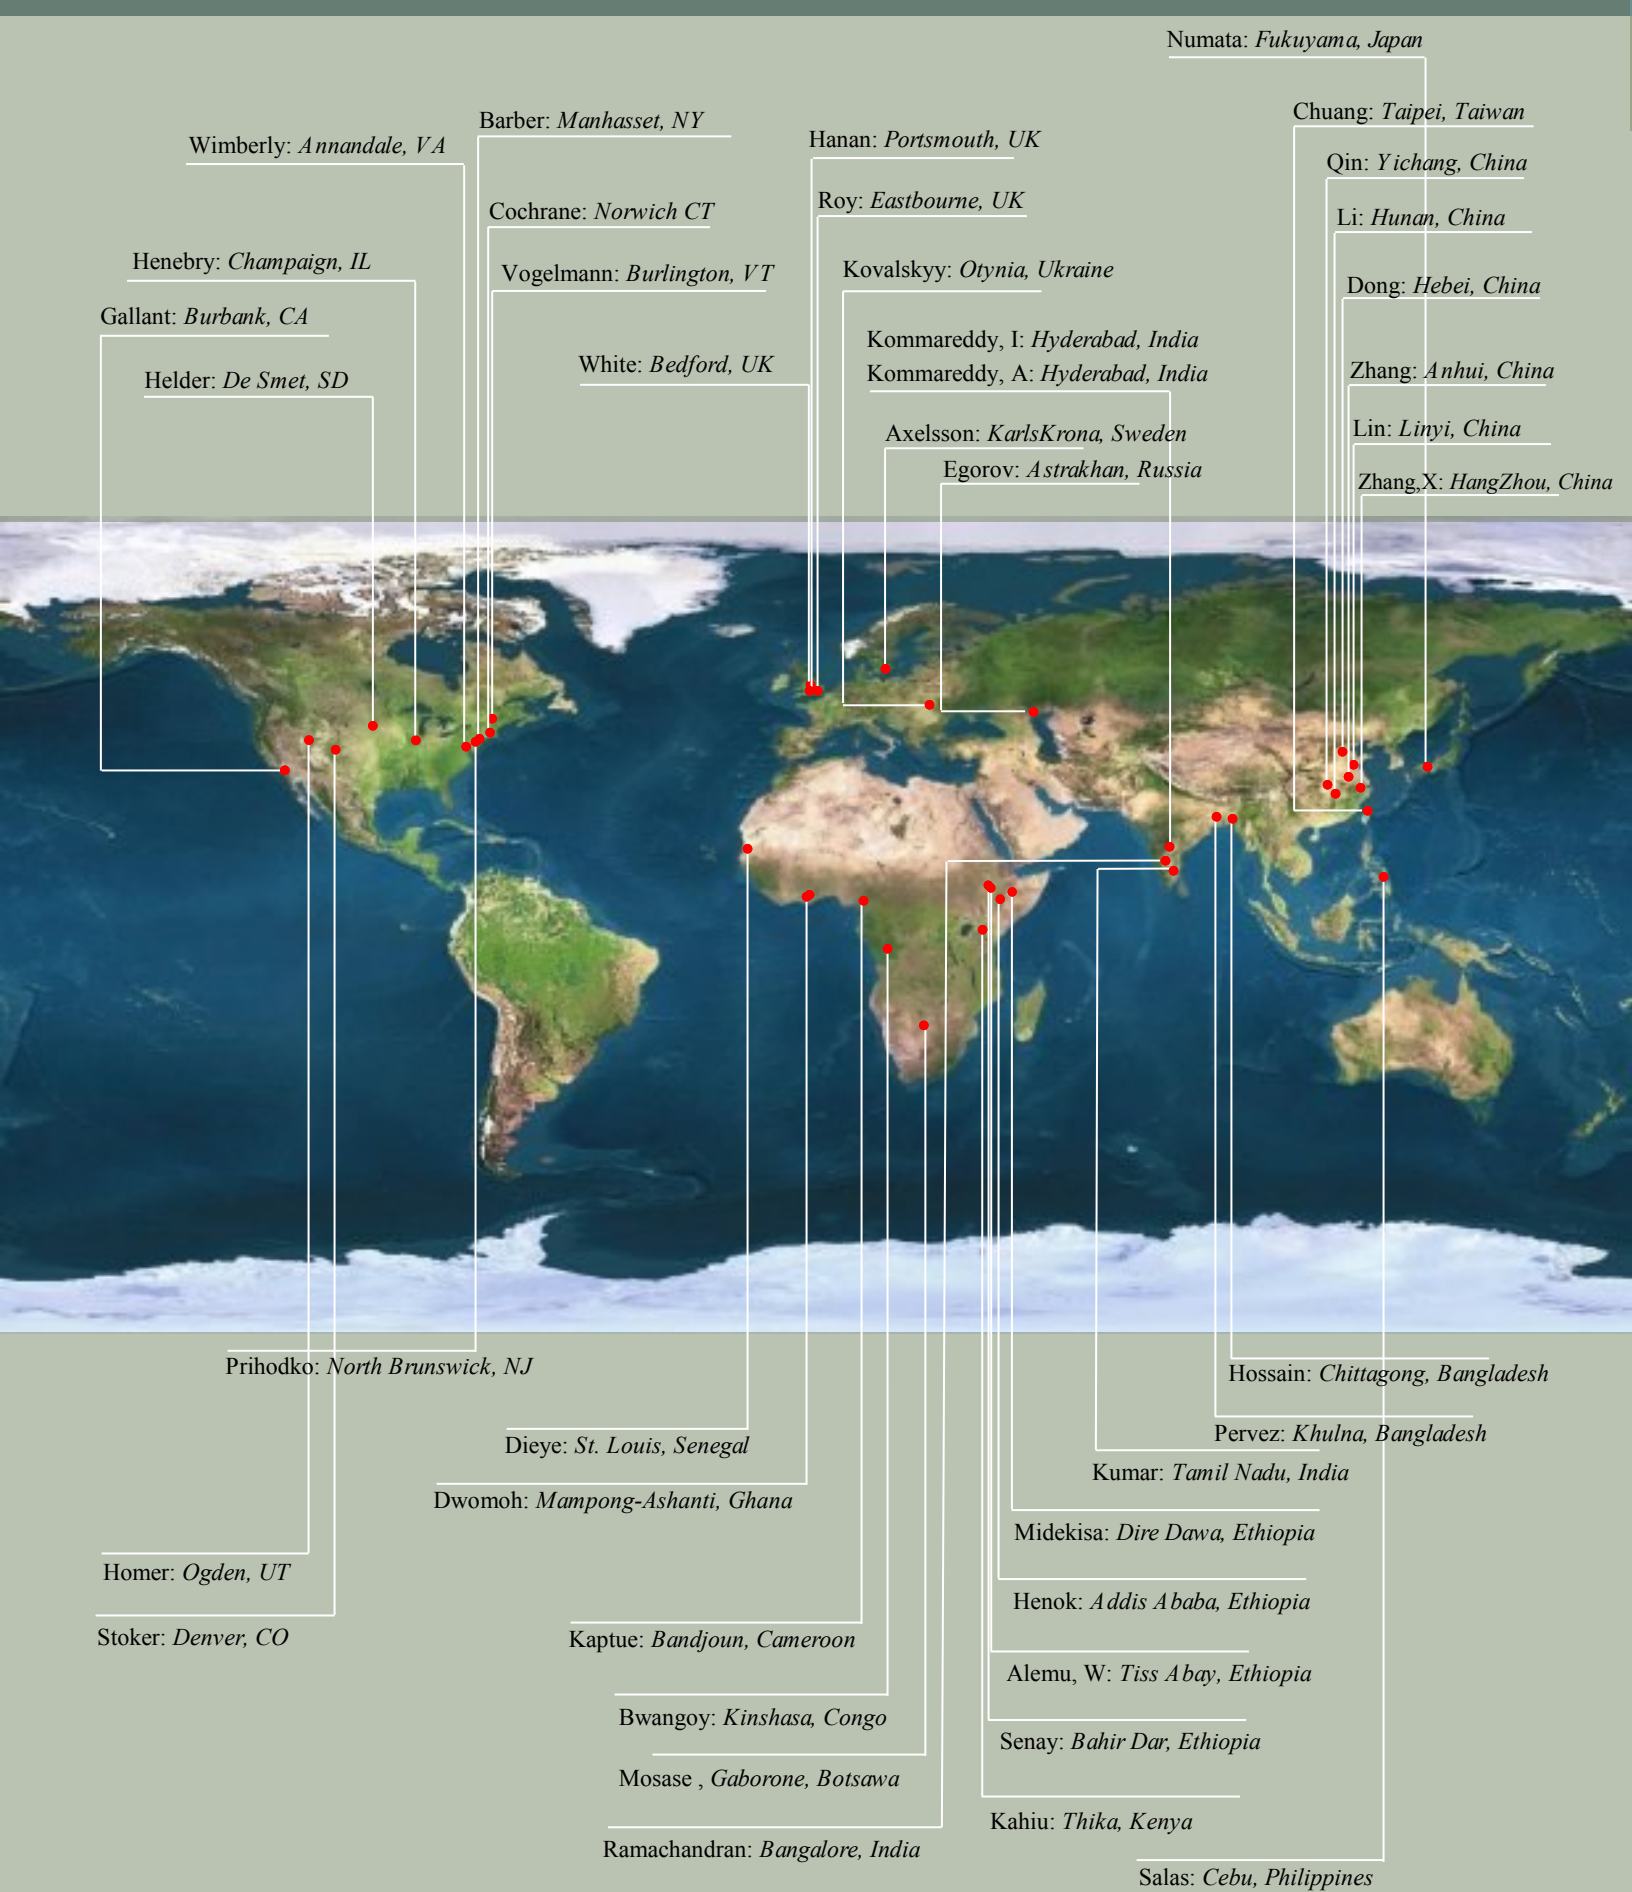 Numata: Fukuyama, Japan
Chuang: Taipei, Taiwan
Barber: Manhasset, NY
Wimberly: Annandale, VA
Hanan: Portsmouth, UK
Qin: Yichang, China
Roy: Eastbourne, UK
Cochrane: Norwich CT
Li: Hunan, China
Henebry: Champaign, IL
Vogelmann: Burlington, VT
Kovalskyy: Otynia, Ukraine
Dong: Hebei, China
Gallant: Burbank, CA
Kommareddy, I: Hyderabad, India
White: Bedford, UK
Kommareddy, A: Hyderabad, India
Zhang: Anhui, China
Helder: De Smet, SD
Axelsson: KarlsKrona, Sweden
Lin: Linyi, China
Egorov: Astrakhan, Russia
Zhang,X: HangZhou, China
Prihodko: North Brunswick, NJ
Hossain: Chittagong, Bangladesh
Pervez: Khulna, Bangladesh
Dieye: St. Louis, Senegal
Kumar: Tamil Nadu, India
Dwomoh: Mampong-Ashanti, Ghana
Midekisa: Dire Dawa, Ethiopia
Homer: Ogden, UT
Henok: Addis Ababa, Ethiopia
Stoker: Denver, CO
Kaptue: Bandjoun, Cameroon
Alemu, W: Tiss Abay, Ethiopia
Bwangoy: Kinshasa, Congo
Senay: Bahir Dar, Ethiopia
Mosase , Gaborone, Botsawa
Kahiu: Thika, Kenya
Ramachandran: Bangalore, India
Salas: Cebu, Philippines